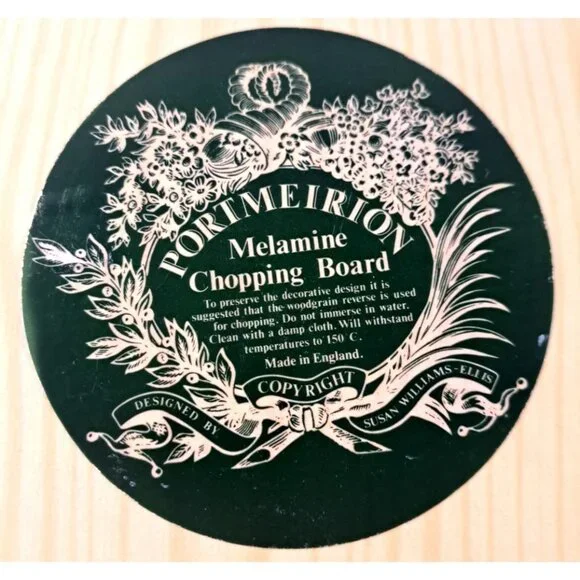 PORTMEIRION
Melamine
Chopping Board
To preserve the decorative design it is
suggested that the woodgrain reverse is used
for chopping. Do not immerse in water.
Clean with a damp cloth. Will withstand
temperatures to 150 C.
Made in England.
COPYRIGHT
DESIGNED BY
SUSAN WILLIAMS-ELLIS